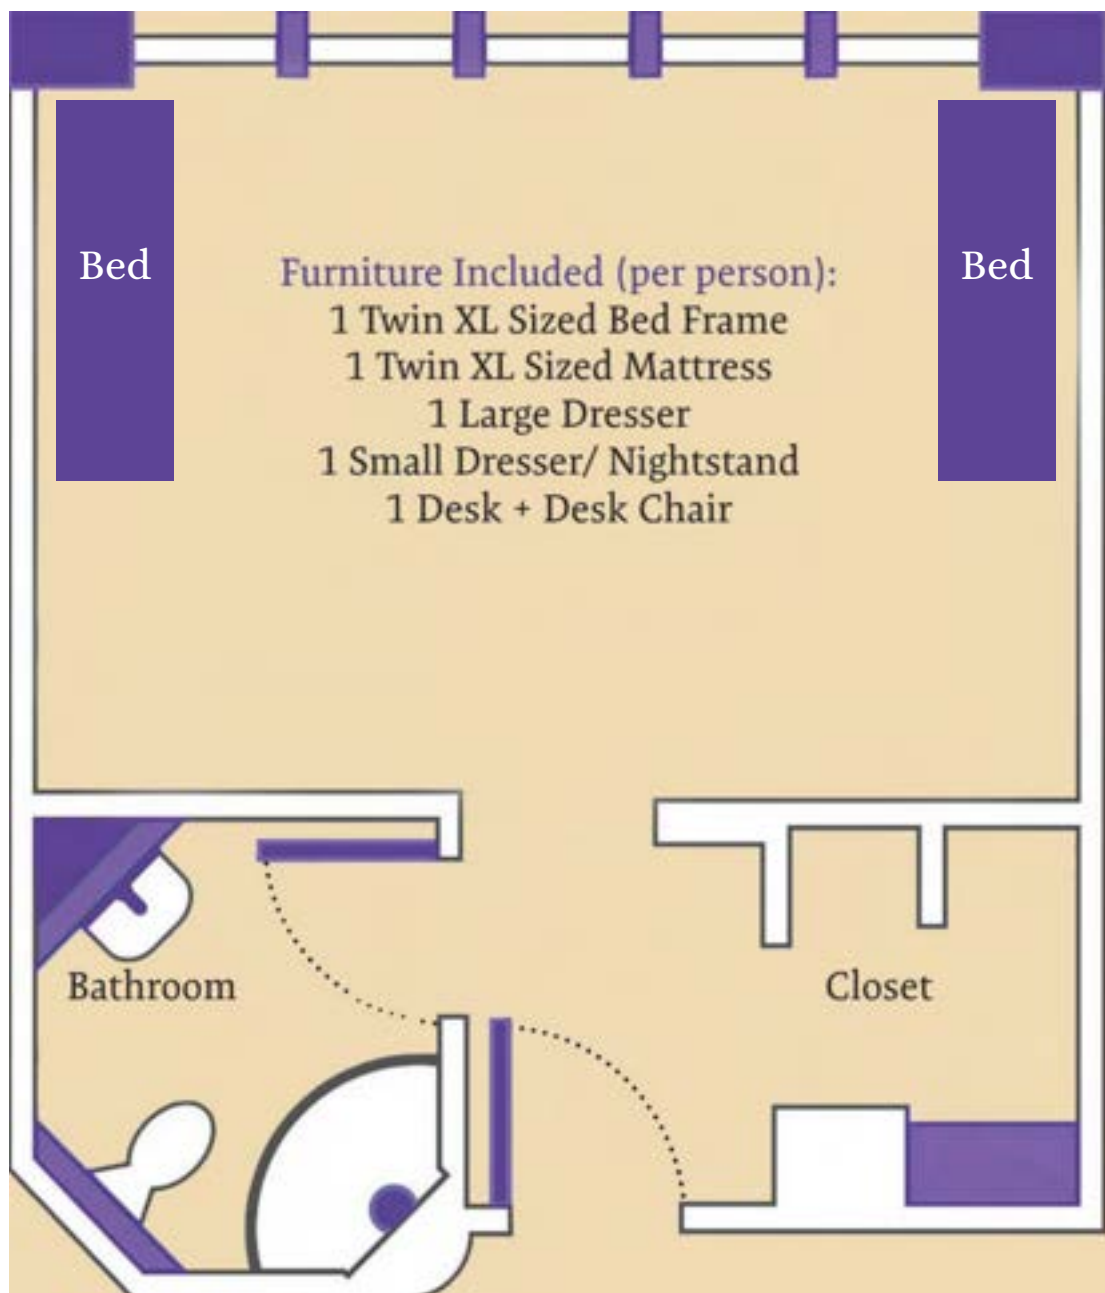 Bed
Bed
Furniture Included (per person):
1 Twin XL Sized Bed Frame
1 Twin XL Sized Mattress
1 Large Dresser
1 Small Dresser/ Nightstand
1 Desk + Desk Chair
Bathroom
Closet